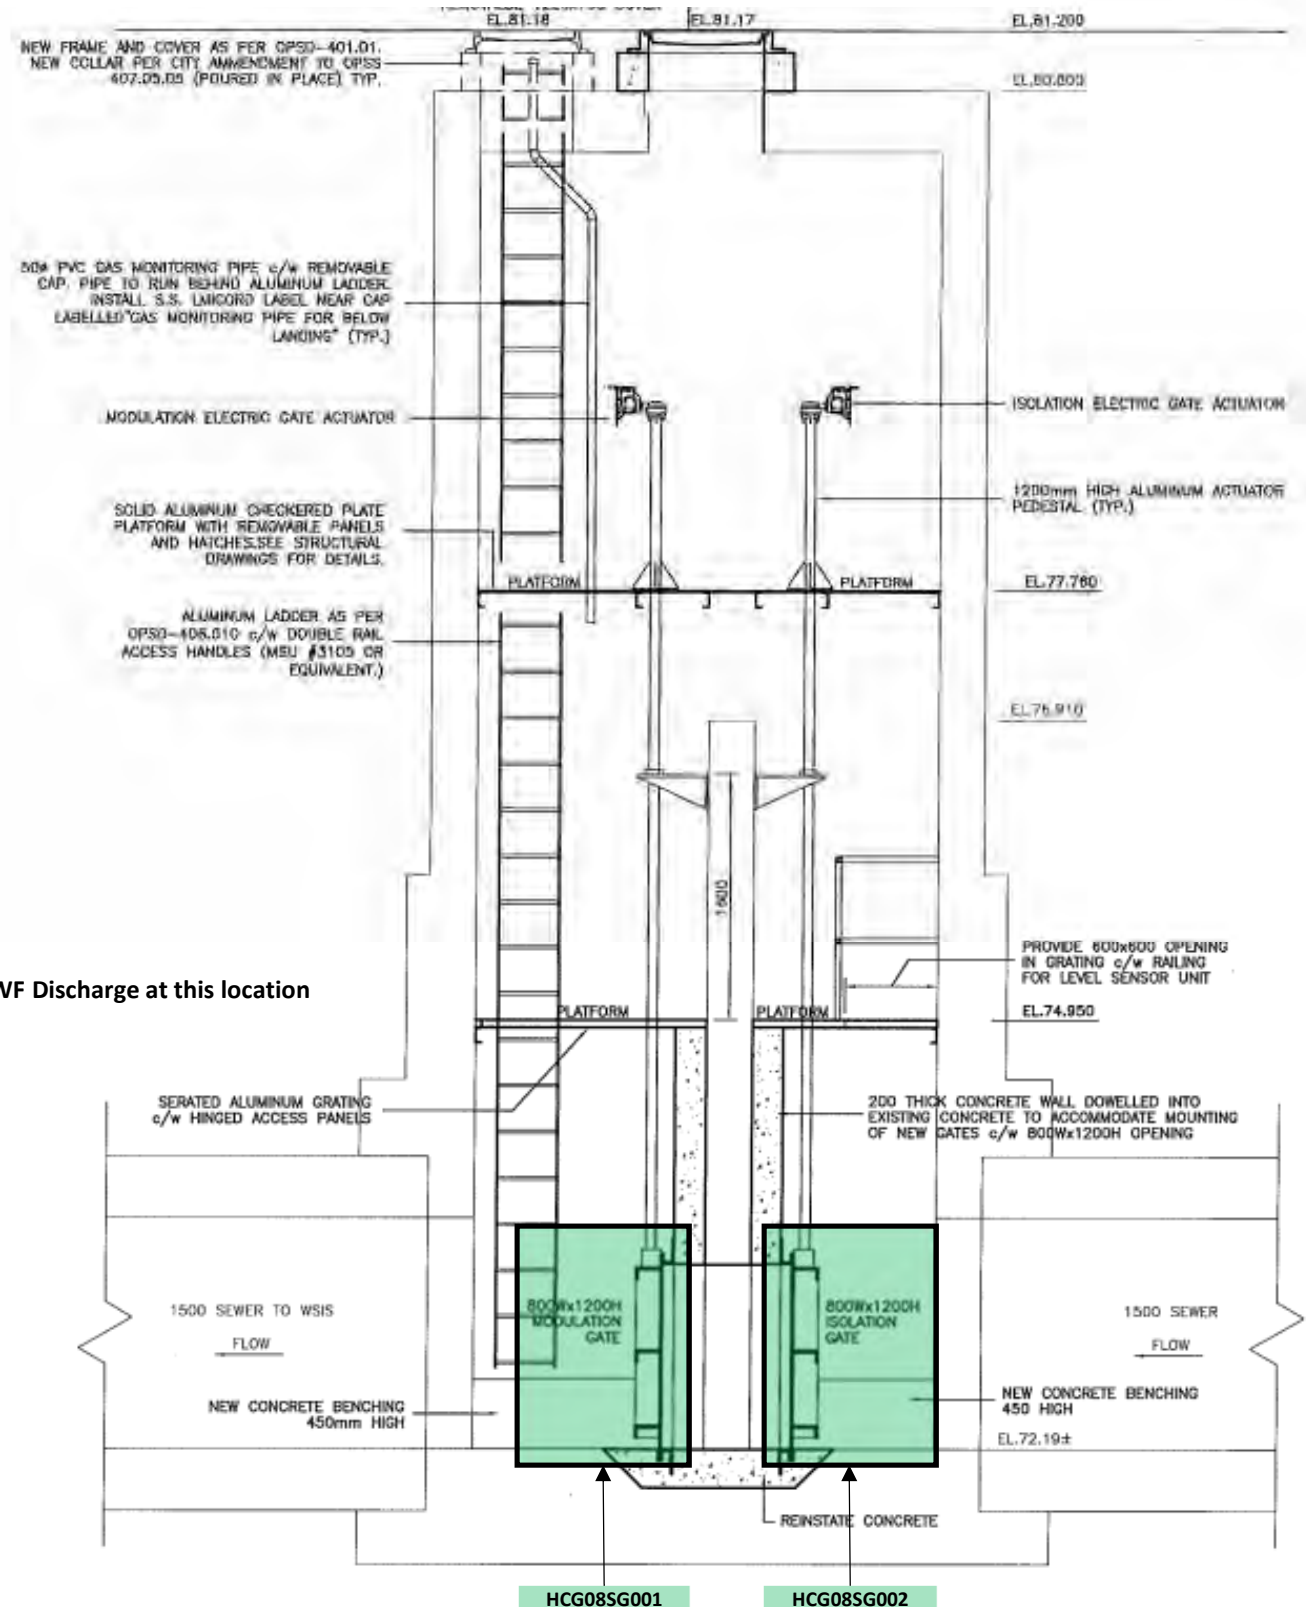 EL.81.18
EL.81.17
EL.81.200
NEW FRAME AND COVER AS PER OPSD-401.01.
NEW COLLAR PER CITY AMMENDMENT TO OPSS
407.05.05 (POURED IN PLACE) TYP.
EL.80.800
50ø PVC GAS MONITORING PIPE c/w REMOVABLE
CAP. PIPE TO RUN BEHIND ALUMINUM LADDER.
INSTALL S.S. LMICORD LABEL NEAR CAP
LABELLED"GAS MONITORING PIPE FOR BELOW
LANDING" (TYP.)
MODULATION ELECTRIC GATE ACTUATOR
ISOLATION ELECTRIC GATE ACTUATOR
1200mm HIGH ALUMINUM ACTUATOR
PEDESTAL (TYP.)
SOLID ALUMINUM CHECKERED PLATE
PLATFORM WITH REMOVABLE PANELS
AND HATCHES.SEE STRUCTURAL
DRAWINGS FOR DETAILS.
PLATFORM
PLATFORM
EL.77.760
ALUMINUM LADDER AS PER
OPSD-406.010 c/w DOUBLE RAIL
ACCESS HANDLES (MSU #3105 OR
EQUIVALENT.)
EL.76.910
1600
PROVIDE 600x600 OPENING
IN GRATING c/w RAILING
FOR LEVEL SENSOR UNIT
WF Discharge at this location
PLATFORM
PLATFORM
EL.74.950
SERATED ALUMINUM GRATING
c/w HINGED ACCESS PANELS
200 THICK CONCRETE WALL DOWELLED INTO
EXISTING CONCRETE TO ACCOMMODATE MOUNTING
OF NEW GATES c/w 800Wx1200H OPENING
1500 SEWER TO WSIS
FLOW
800Wx1200H
MODULATION
GATE
800Wx1200H
ISOLATION
GATE
1500 SEWER
FLOW
NEW CONCRETE BENCHING
450mm HIGH
NEW CONCRETE BENCHING
450 HIGH
EL.72.19±
REINSTATE CONCRETE
HCG08SG001
HCG08SG002